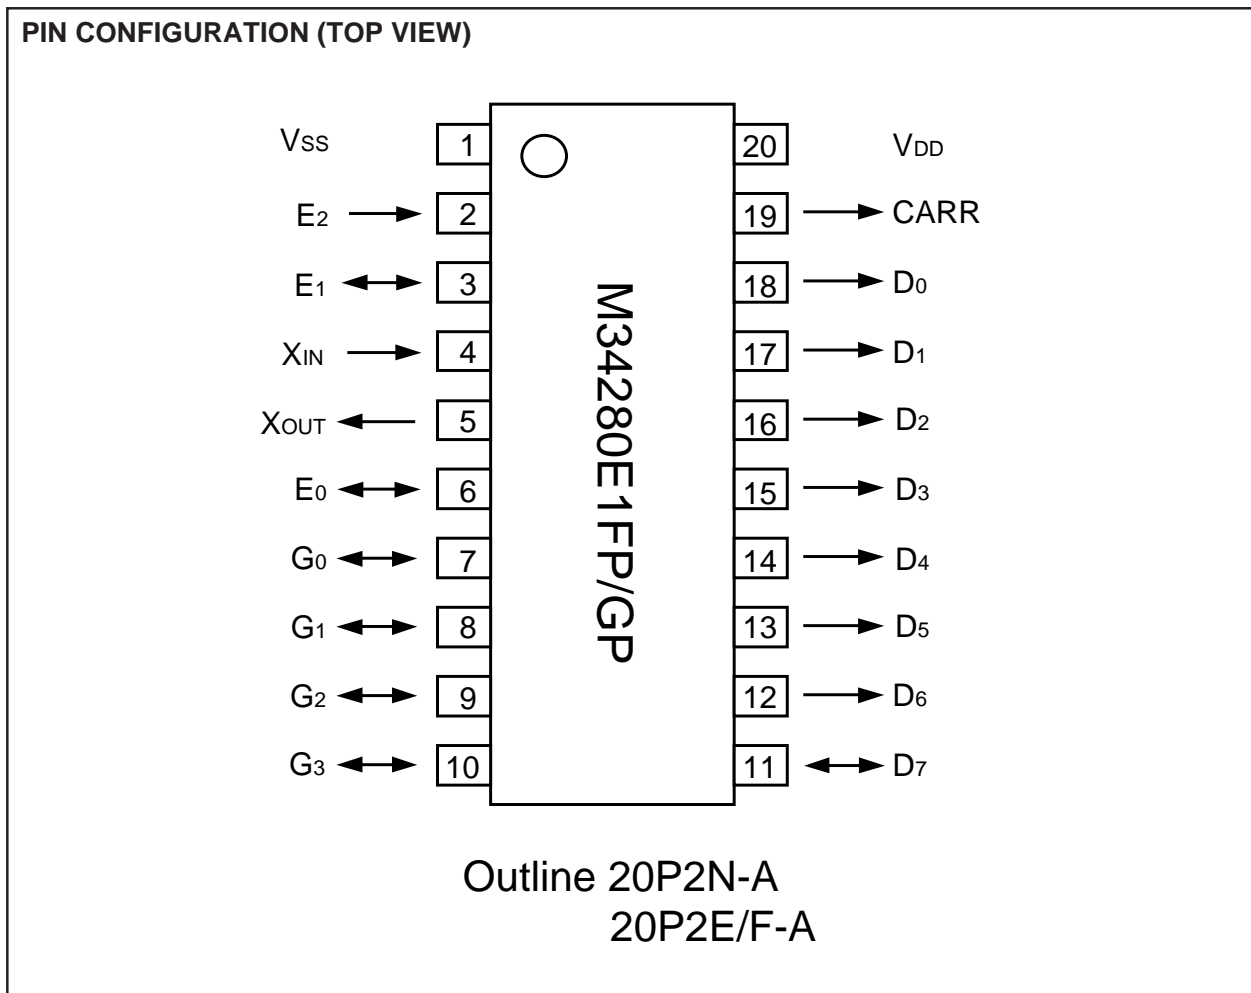 PIN CONFIGURATION (TOP VIEW)
VSS 1 20 VDD
E2 2 19 CARR
E1 3 18 D0
XIN 4 17 D1
XOUT 5 16 D2
E0 6 15 D3
G0 7 14 D4
G1 8 13 D5
G2 9 12 D6
G3 10 11 D7
M34280E1FP/GP
Outline 20P2N-A
20P2E/F-A